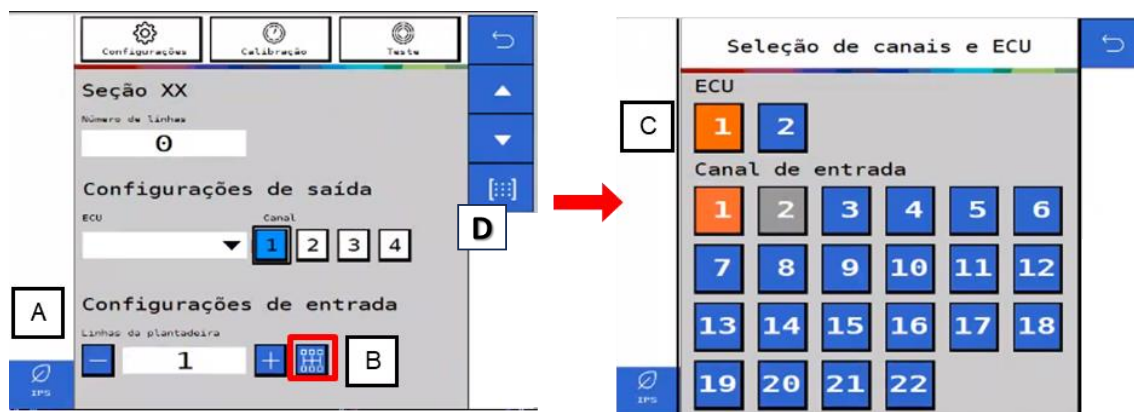 Configurações
Calibração
Teste
Seção XX
Número de linhas
0
Configurações de saída
ECU
Canal
1 2 3 4
D
A
Configurações de entrada
Linhas da plantadeira
1
B
IPS
Seleção de canais e ECU
ECU
C
1 2
Canal de entrada
1 2 3 4 5 6
7 8 9 10 11 12
13 14 15 16 17 18
19 20 21 22
IPS